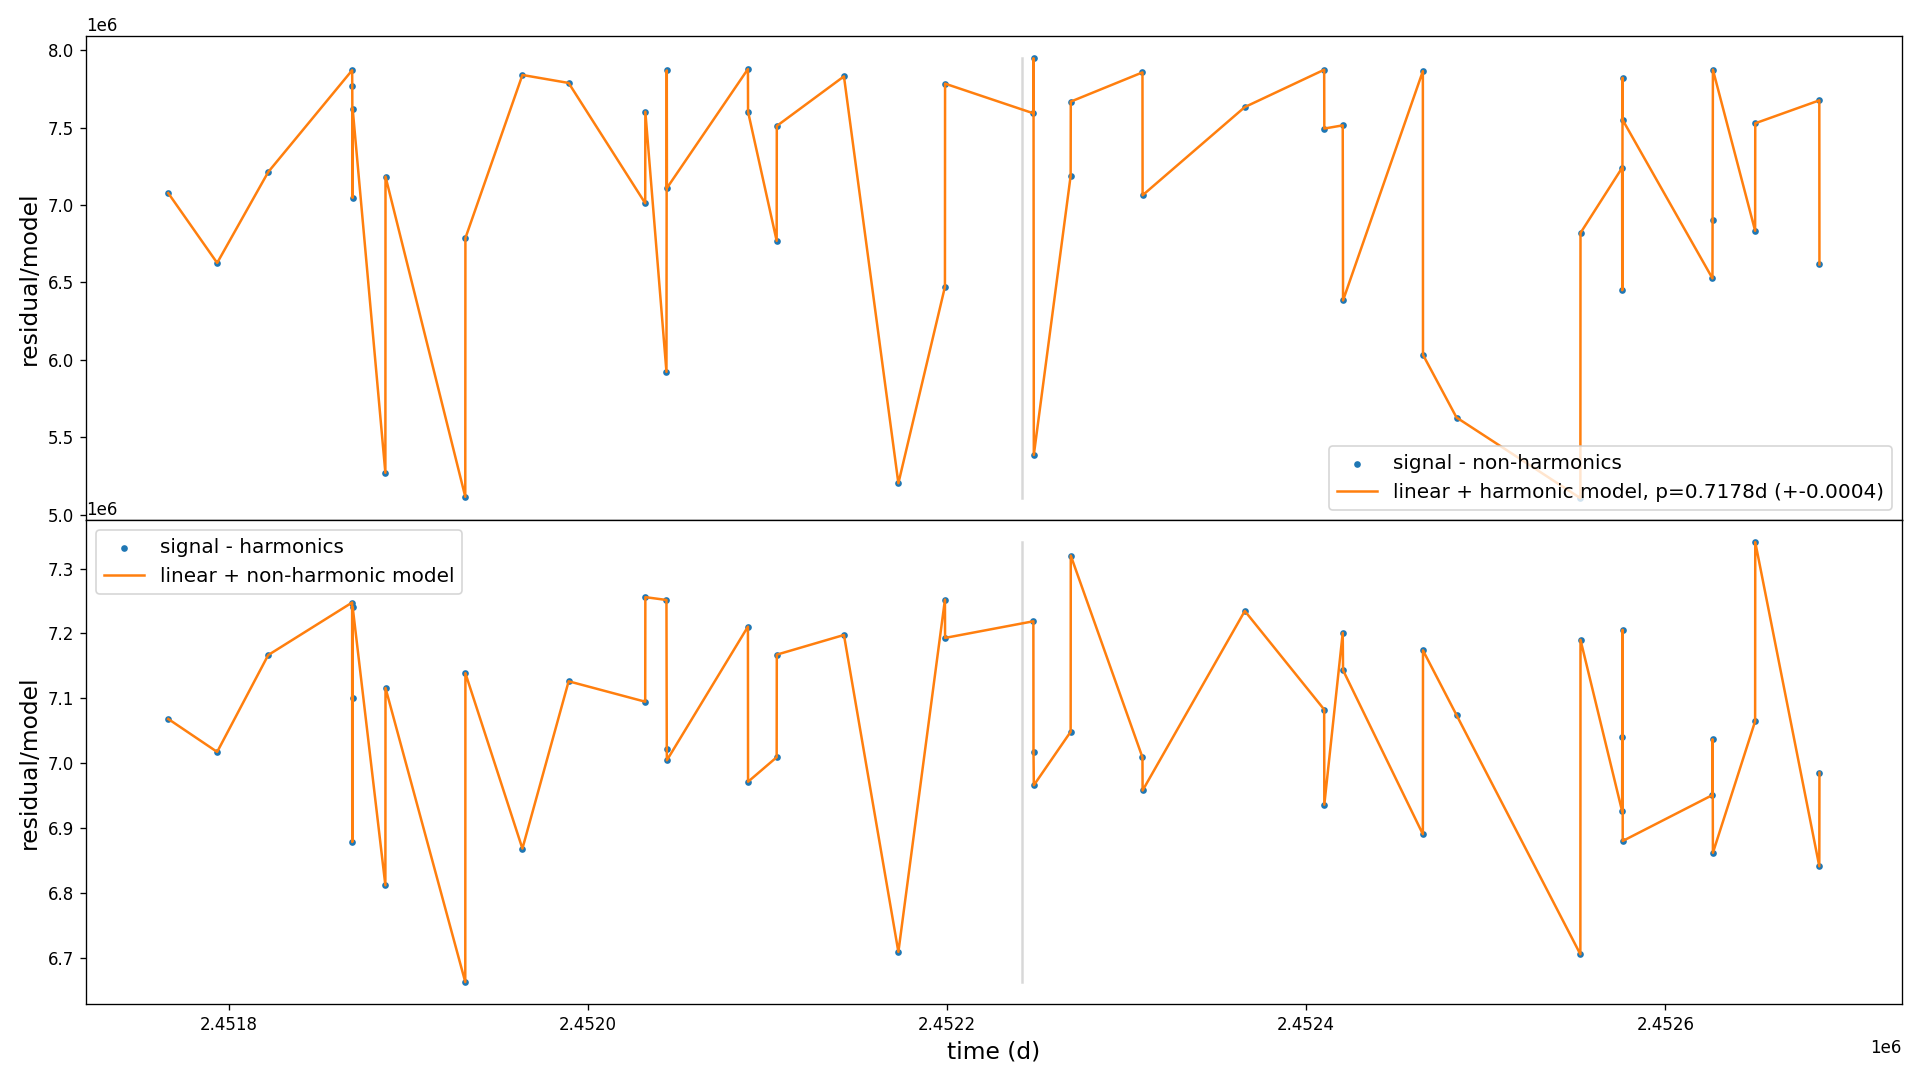 1e6
8.0
7.5
7.0
6.5
6.0
5.5
5.0
residual/model
signal - non-harmonics
linear + harmonic model, p=0.7178d (+-0.0004)
1e6
signal - harmonics
linear + non-harmonic model
7.3
7.2
7.1
7.0
6.9
6.8
6.7
residual/model
2.4518 2.4520 2.4522 2.4524 2.4526
time (d)
1e6